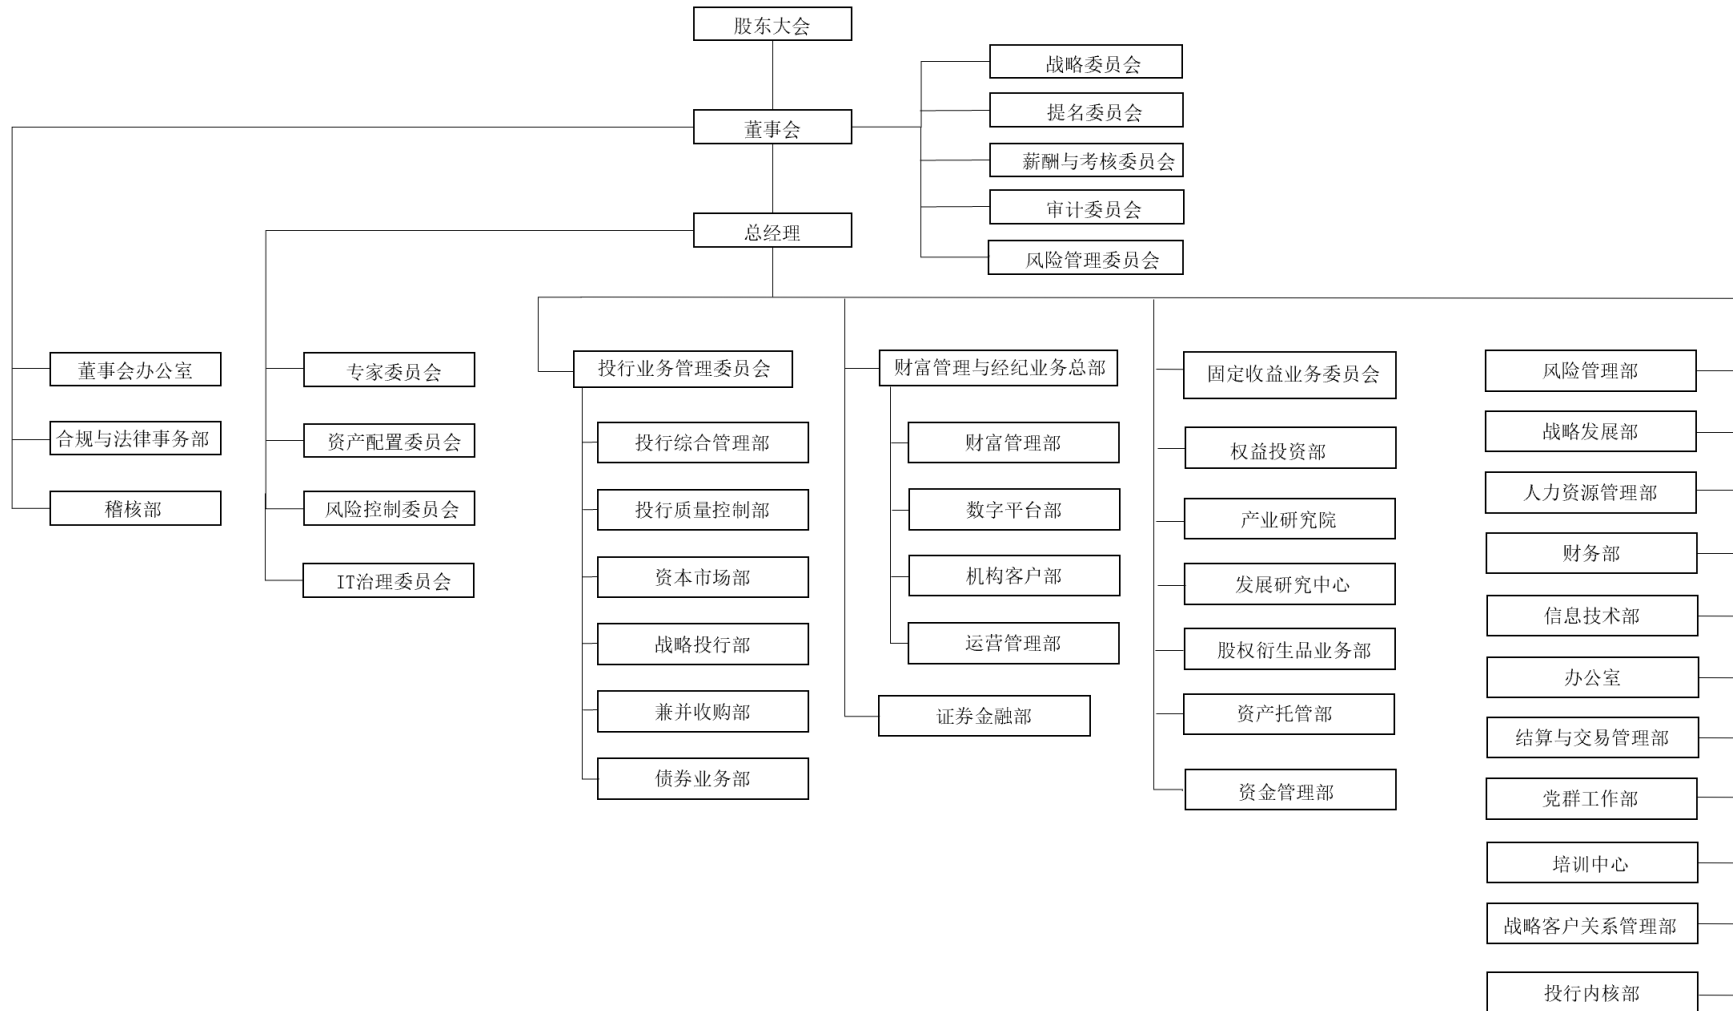 股东大会
董事会
总经理
战略委员会
提名委员会
薪酬与考核委员会
审计委员会
风险管理委员会
董事会办公室
合规与法律事务部
稽核部
专家委员会
资产配置委员会
风险控制委员会
IT治理委员会
投行业务管理委员会
投行综合管理部
投行质量控制部
资本市场部
战略投行部
兼并收购部
债券业务部
财富管理与经纪业务总部
财富管理部
数字平台部
机构客户部
运营管理部
证券金融部
固定收益业务委员会
权益投资部
产业研究院
发展研究中心
股权衍生品业务部
资产托管部
资金管理部
风险管理部
战略发展部
人力资源管理部
财务部
信息技术部
办公室
结算与交易管理部
党群工作部
培训中心
战略客户关系管理部
投行内核部